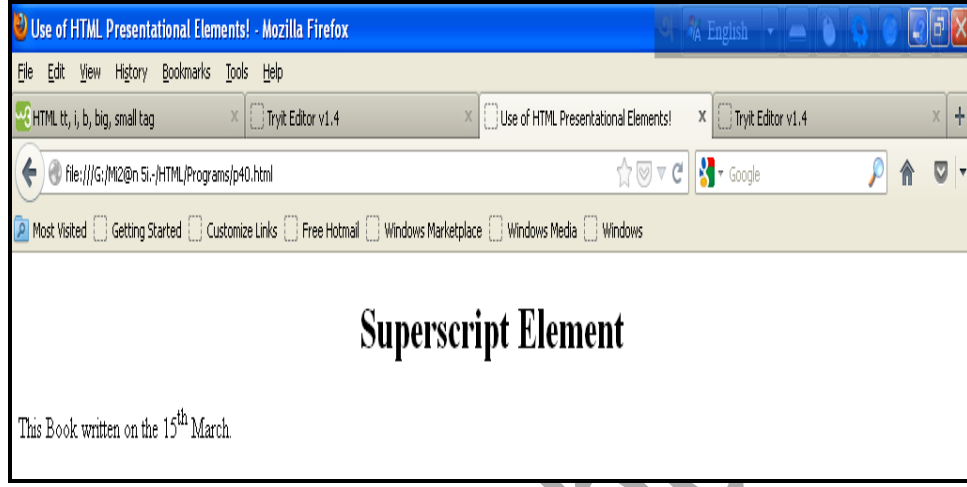 Use of HTML Presentational Elements! - Mozilla Firefox
English
File Edit View History Bookmarks Tools Help
HTML tt, i, b, big, small tag x Tryit Editor v1.4 x Use of HTML Presentational Elements! x Tryit Editor v1.4 x +
file:///G:/Mi2@n 5i.-/HTML/Programs/p40.html Google
Most Visited Getting Started Customize Links Free Hotmail Windows Marketplace Windows Media Windows
Superscript Element
This Book written on the 15th March.